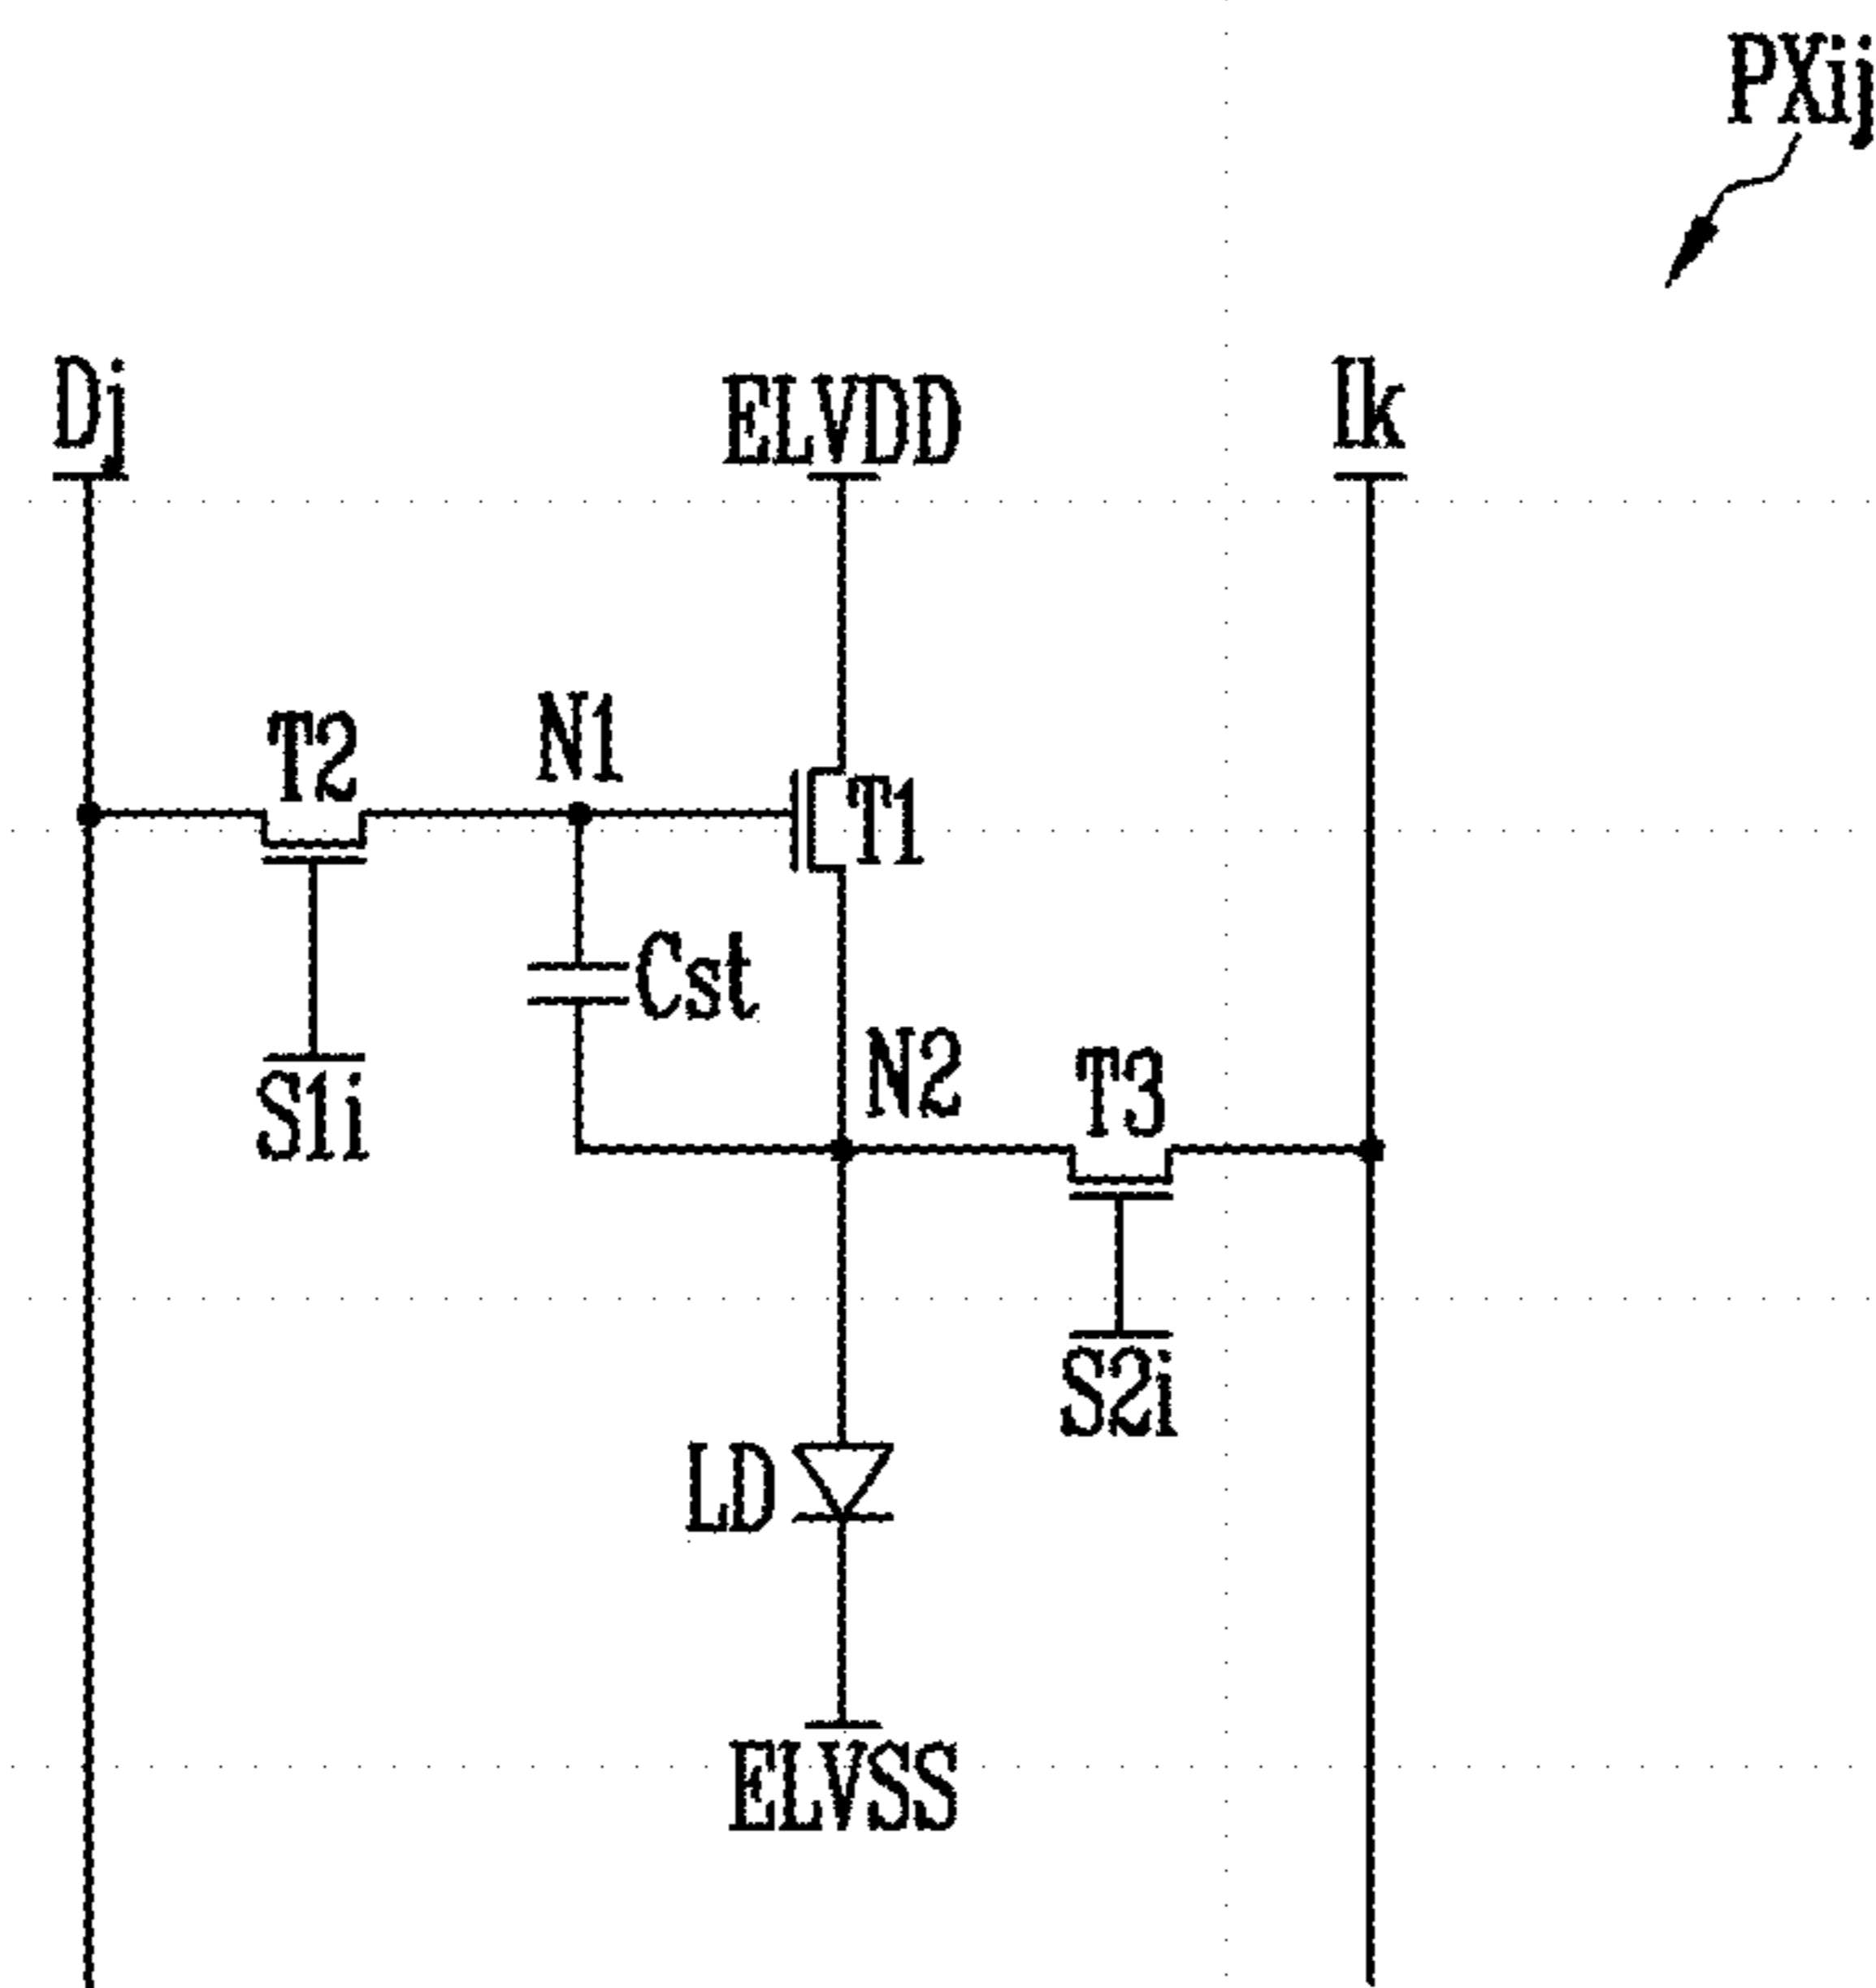 PXij
Dj
ELVDD
Ik
T2
N1
T1
Cst
N2
T3
S1i
S2i
LD
ELVSS